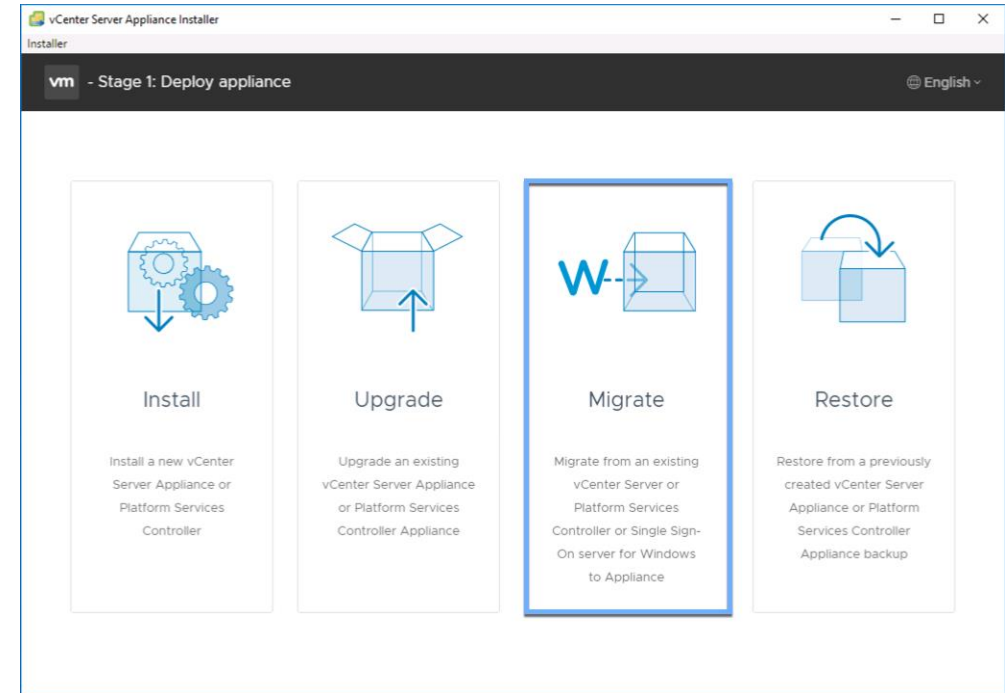 vCenter Server Appliance Installer
Installer
vm - Stage 1: Deploy appliance
English
Install
Install a new vCenter
Server Appliance or
Platform Services
Controller
Upgrade
Upgrade an existing
vCenter Server Appliance
or Platform Services
Controller Appliance
W
Migrate
Migrate from an existing
vCenter Server or
Platform Services
Controller or Single Sign-
On server for Windows
to Appliance
Restore
Restore from a previously
created vCenter Server
Appliance or Platform
Services Controller
Appliance backup